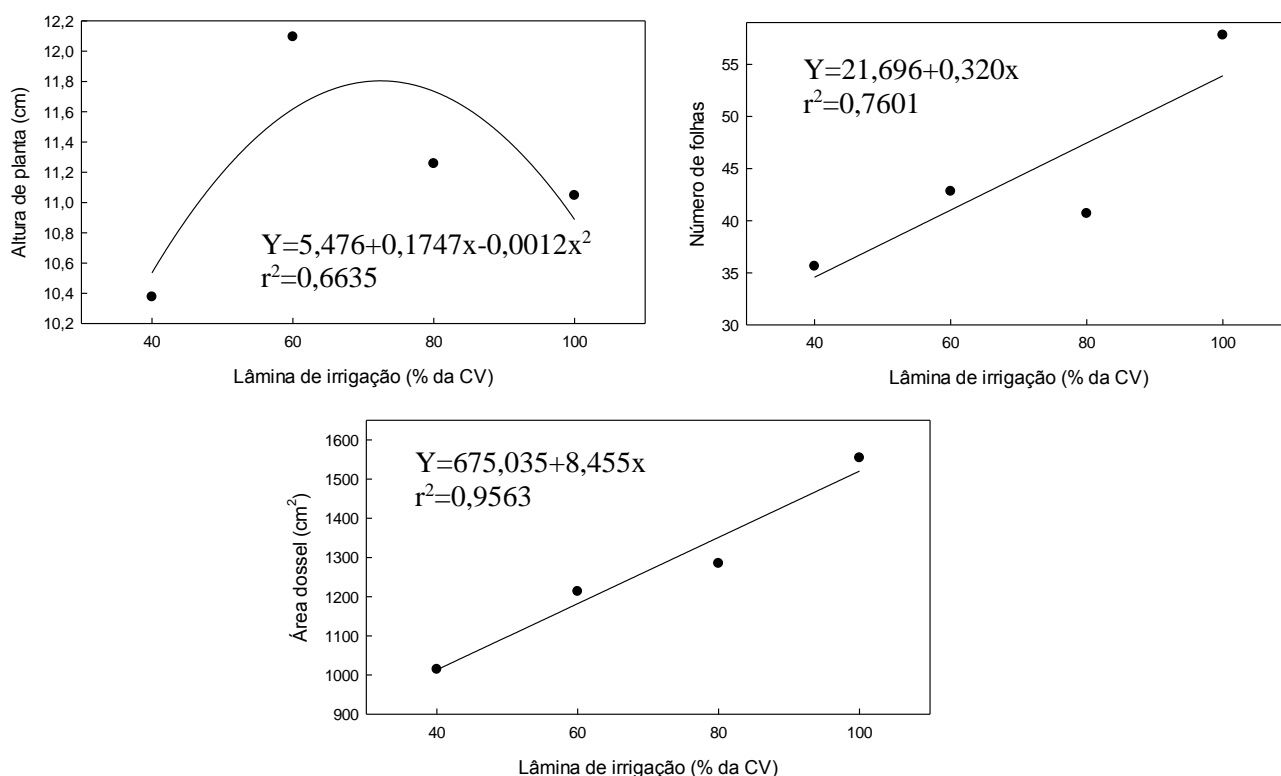 Altura de planta (cm)
12,2
12,0
11,8
11,6
11,4
11,2
11,0
10,8
10,6
10,4
10,2
Y=5,476+0,1747x-0,0012x²
r²=0,6635
40 60 80 100
Lâmina de irrigação (% da CV)
Número de folhas
55
50
45
40
35
30
Y=21,696+0,320x
r²=0,7601
40 60 80 100
Lâmina de irrigação (% da CV)
Área dossel (cm²)
1600
1500
1400
1300
1200
1100
1000
900
Y=675,035+8,455x
r²=0,9563
40 60 80 100
Lâmina de irrigação (% da CV)